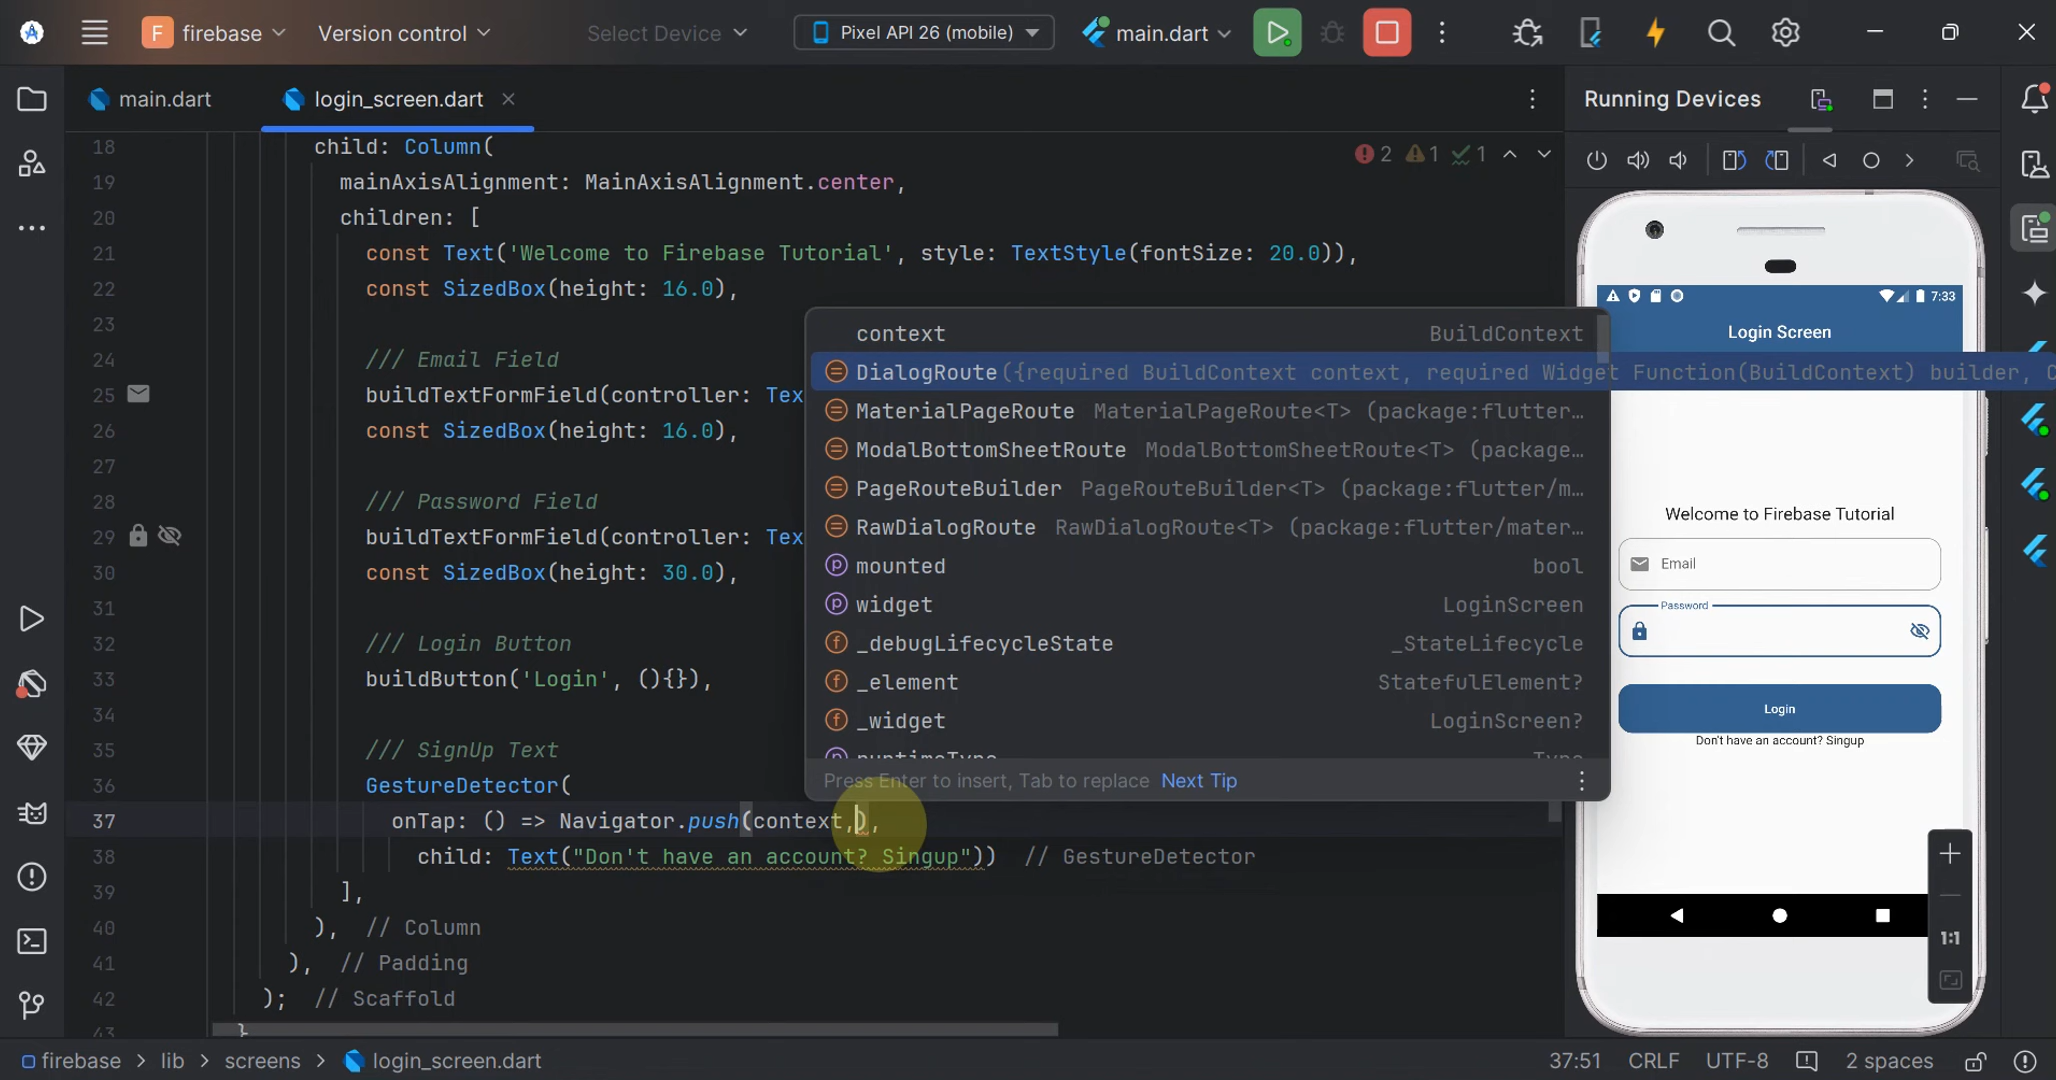 F firebase Version control Select Device Pixel API 26 (mobile) main.dart
main.dart login_screen.dart Running Devices
2 1 1
18 child: Column(
19 mainAxisAlignment: MainAxisAlignment.center,
20 children: [
21 const Text('Welcome to Firebase Tutorial', style: TextStyle(fontSize: 20.0)),
22 const SizedBox(height: 16.0),
23
24 /// Email Field
25 buildTextFormField(controller: Tex
26 const SizedBox(height: 16.0),
27
28 /// Password Field
29 buildTextFormField(controller: Tex
30 const SizedBox(height: 30.0),
31
32 /// Login Button
33 buildButton('Login', (){}),
34
35 /// SignUp Text
36 GestureDetector(
37 onTap: () => Navigator.push(context,),
38 child: Text("Don't have an account? Singup")) // GestureDetector
39 ],
40 ), // Column
41 ), // Padding
42 ); // Scaffold
43 }
context BuildContext
DialogRoute({required BuildContext context, required Widget Function(BuildContext) builder, C
MaterialPageRoute MaterialPageRoute<T> (package:flutter...
ModalBottomSheetRoute ModalBottomSheetRoute<T> (package...
PageRouteBuilder PageRouteBuilder<T> (package:flutter/m...
RawDialogRoute RawDialogRoute<T> (package:flutter/mater...
mounted bool
widget LoginScreen
_debugLifecycleState _StateLifecycle
_element StatefulElement?
_widget LoginScreen?
runtimeType Type
Press Enter to insert, Tab to replace Next Tip
7:33
Login Screen
Welcome to Firebase Tutorial
Email
Password
Login
Don't have an account? Singup
1:1
firebase > lib > screens > login_screen.dart 37:51 CRLF UTF-8 2 spaces